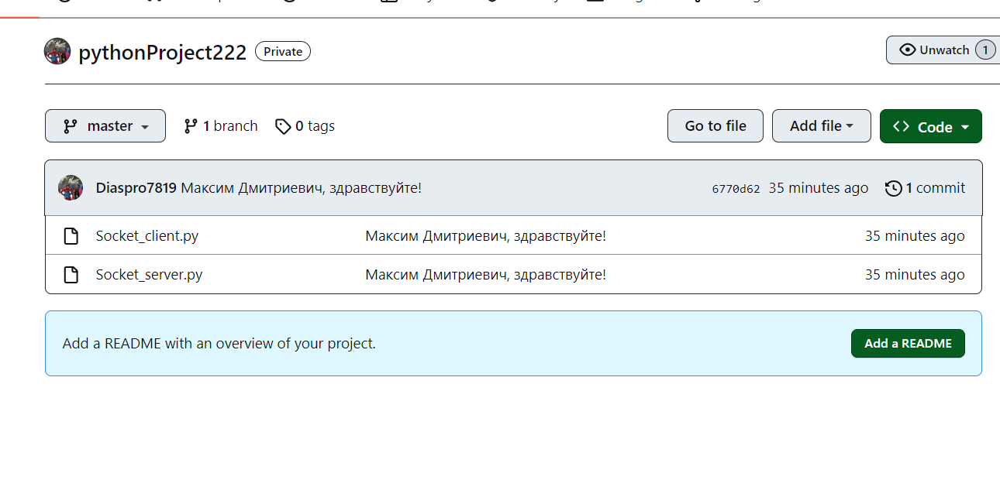 pythonProject222 Private Unwatch 1
master 1 branch 0 tags Go to file Add file Code
Diaspro7819 Максим Дмитриевич, здравствуйте! 6770d62 35 minutes ago 1 commit
Socket_client.py Максим Дмитриевич, здравствуйте! 35 minutes ago
Socket_server.py Максим Дмитриевич, здравствуйте! 35 minutes ago
Add a README with an overview of your project. Add a README